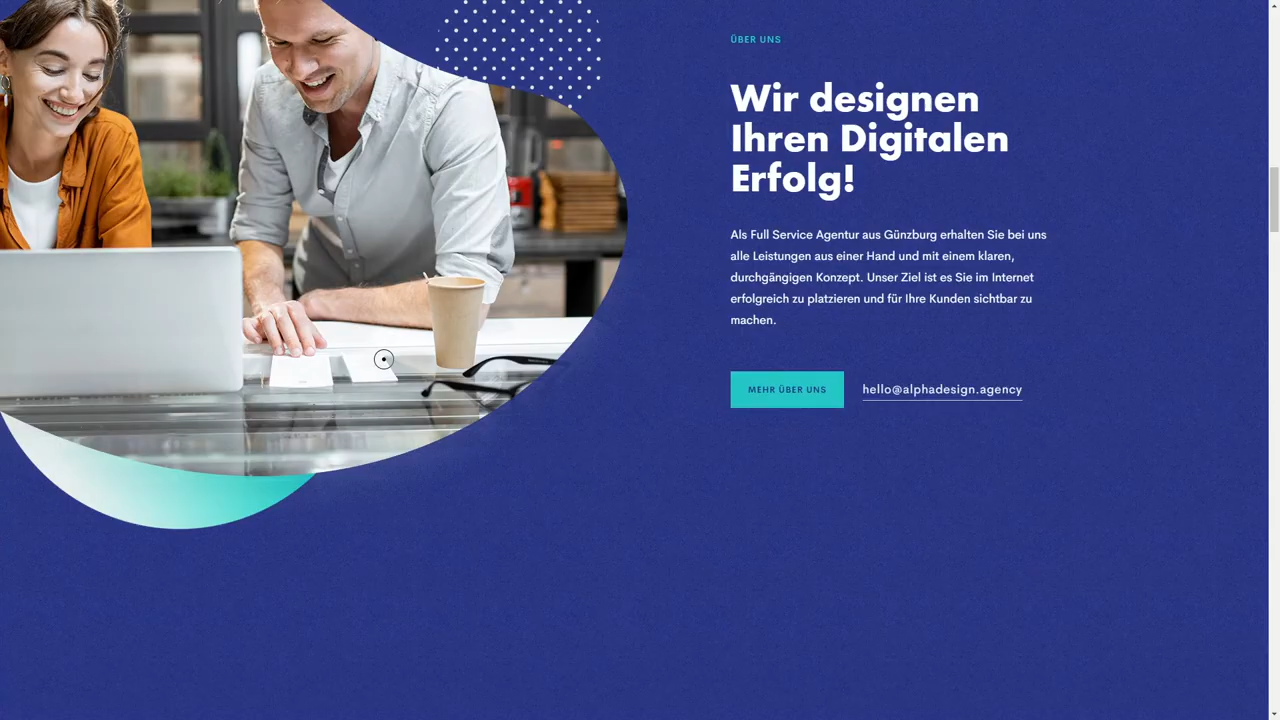 ÜBER UNS
Wir designen
Ihren Digitalen
Erfolg!
Als Full Service Agentur aus Günzburg erhalten Sie bei uns
alle Leistungen aus einer Hand und mit einem klaren,
durchgängigen Konzept. Unser Ziel ist es Sie im Internet
erfolgreich zu platzieren und für Ihre Kunden sichtbar zu
machen.
MEHR ÜBER UNS
hello@alphadesign.agency